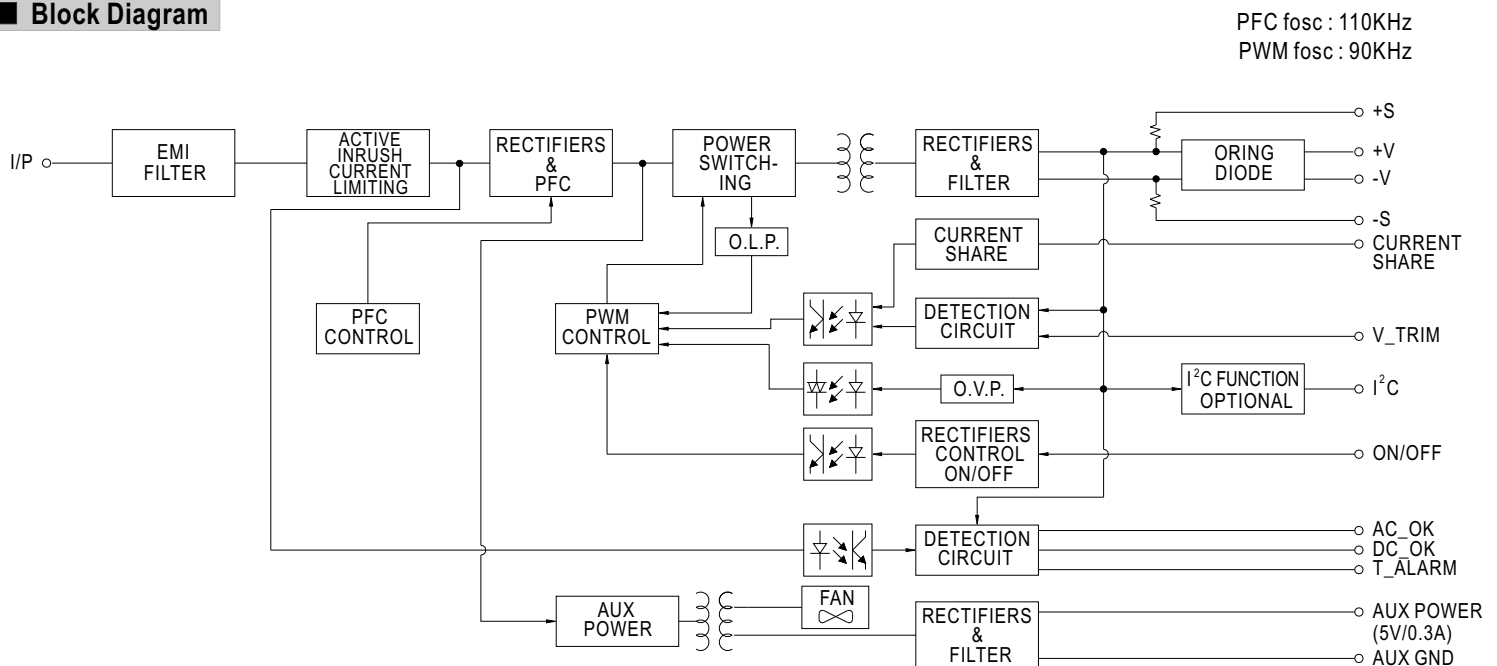 Block Diagram
PFC fosc : 110KHz
PWM fosc : 90KHz
I/P
EMI
FILTER
ACTIVE
INRUSH
CURRENT
LIMITING
RECTIFIERS
&
PFC
POWER
SWITCH-
ING
RECTIFIERS
&
FILTER
ORING
DIODE
+S
+V
-V
-S
O.L.P.
CURRENT
SHARE
CURRENT
SHARE
PFC
CONTROL
PWM
CONTROL
DETECTION
CIRCUIT
V_TRIM
O.V.P.
I²C FUNCTION
OPTIONAL
I²C
RECTIFIERS
CONTROL
ON/OFF
ON/OFF
DETECTION
CIRCUIT
AC_OK
DC_OK
T_ALARM
AUX
POWER
FAN
RECTIFIERS
&
FILTER
AUX POWER
(5V/0.3A)
AUX GND